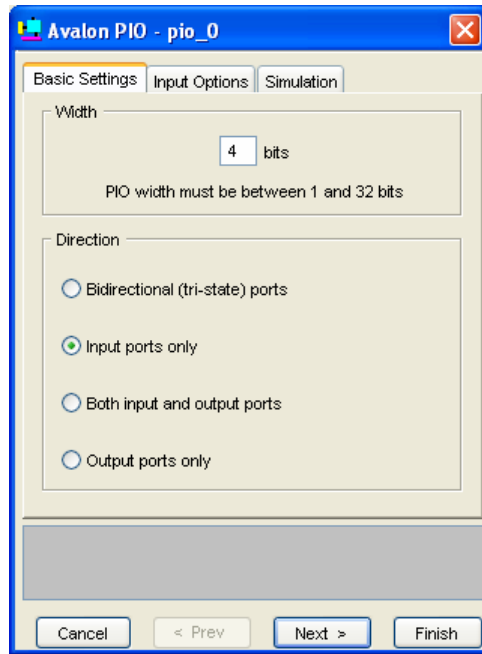 Avalon PIO - pio_0
Basic Settings Input Options Simulation
Width
4 bits
PIO width must be between 1 and 32 bits
Direction
Bidirectional (tri-state) ports
Input ports only
Both input and output ports
Output ports only
Cancel < Prev Next > Finish